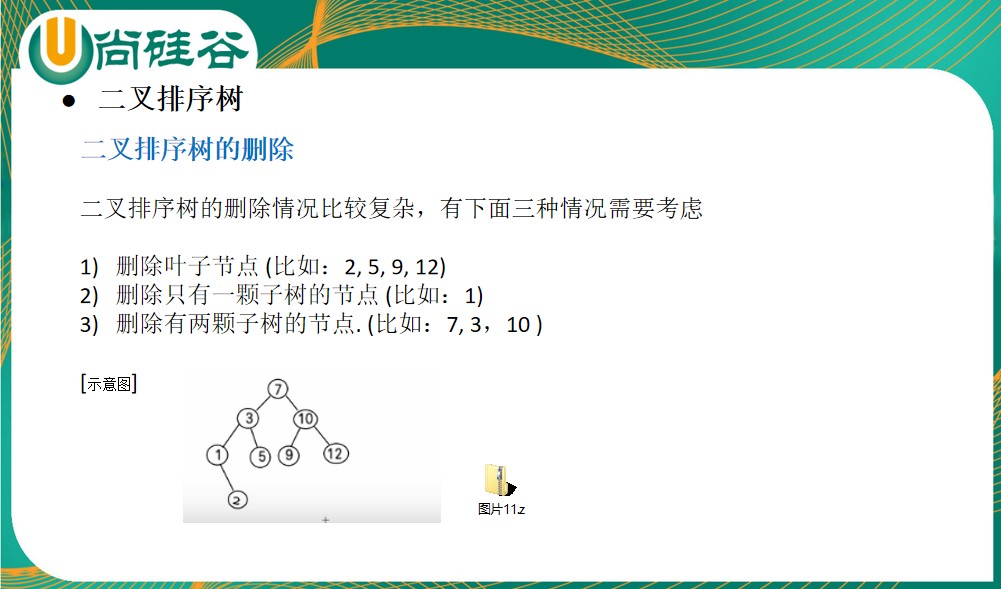 尚硅谷
● 二叉排序树
二叉排序树的删除
二叉排序树的删除情况比较复杂，有下面三种情况需要考虑
1) 删除叶子节点 (比如：2, 5, 9, 12)
2) 删除只有一颗子树的节点 (比如：1)
3) 删除有两颗子树的节点. (比如：7, 3，10 )
[示意图]
7
3 10
1 5 9 12
2
图片11.z